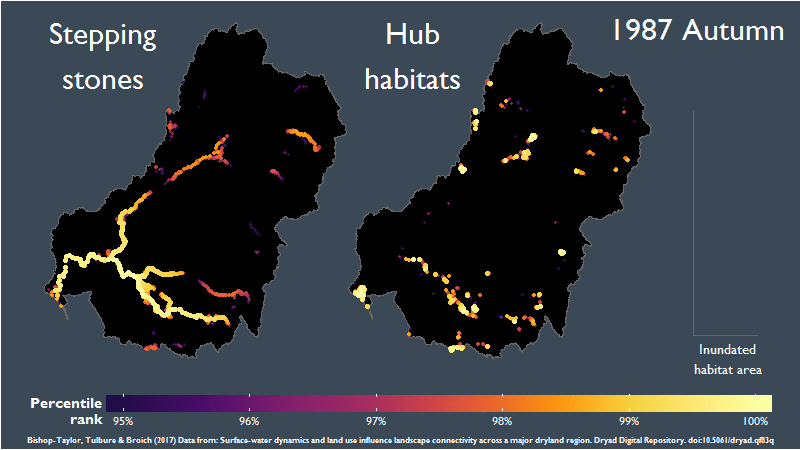 Stepping
stones
Hub
habitats
1987 Autumn
Inundated
habitat area
Percentile
rank
95% 96% 97% 98% 99% 100%
Bishop-Taylor, Tulbure & Broich (2017) Data from: Surface-water dynamics and land use influence landscape connectivity across a major dryland region. Dryad Digital Repository. doi:10.5061/dryad.qf83q